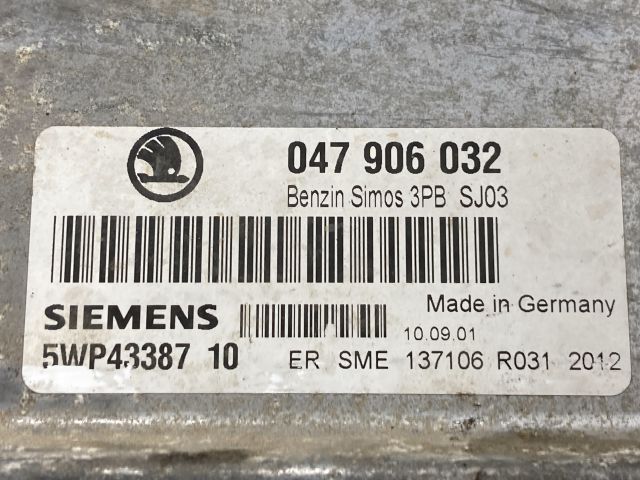 047 906 032
Benzin Simos 3PB SJ03
SIEMENS
Made in Germany
10.09.01
5WP43387 10
ER SME 137106 R031 2012